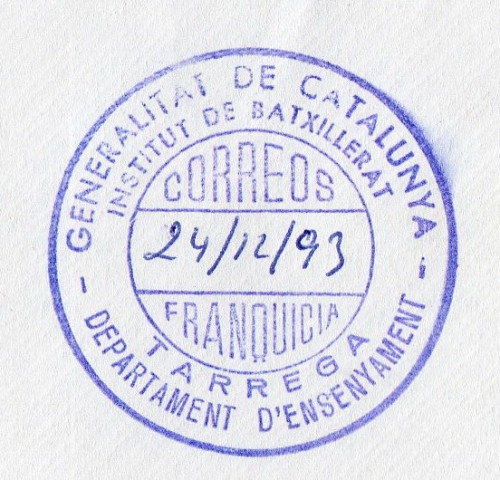 GENERALITAT DE CATALUNYA
INSTITUT DE BATXILLERAT
CORREOS
24/12/93
FRANQUICIA
TARREGA
- DEPARTAMENT D'ENSENYAMENT -